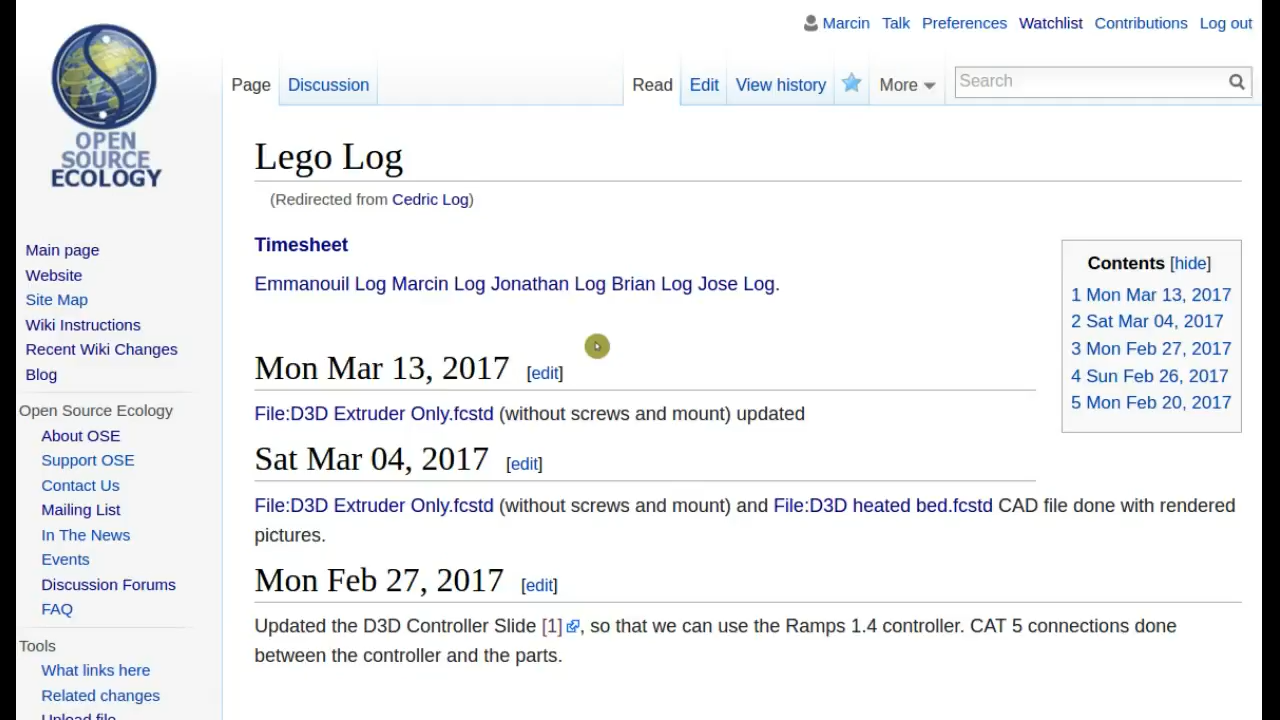 Marcin Talk Preferences Watchlist Contributions Log out
Page Discussion Read Edit View history More Search
OPEN
SOURCE
ECOLOGY
Main page
Website
Site Map
Wiki Instructions
Recent Wiki Changes
Blog
Open Source Ecology
About OSE
Support OSE
Contact Us
Mailing List
In The News
Events
Discussion Forums
FAQ
Tools
What links here
Related changes
Upload file
Lego Log
(Redirected from Cedric Log)
Timesheet
Emmanouil Log Marcin Log Jonathan Log Brian Log Jose Log.
Contents [hide]
1 Mon Mar 13, 2017
2 Sat Mar 04, 2017
3 Mon Feb 27, 2017
4 Sun Feb 26, 2017
5 Mon Feb 20, 2017
Mon Mar 13, 2017 [edit]
File:D3D Extruder Only.fcstd (without screws and mount) updated
Sat Mar 04, 2017 [edit]
File:D3D Extruder Only.fcstd (without screws and mount) and File:D3D heated bed.fcstd CAD file done with rendered
pictures.
Mon Feb 27, 2017 [edit]
Updated the D3D Controller Slide [1], so that we can use the Ramps 1.4 controller. CAT 5 connections done
between the controller and the parts.